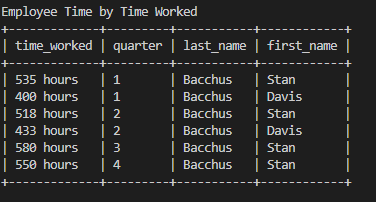 Employee Time by Time Worked
+-------------+---------+-----------+------------+
| time_worked | quarter | last_name | first_name |
+-------------+---------+-----------+------------+
| 535 hours   | 1       | Bacchus   | Stan       |
| 400 hours   | 1       | Bacchus   | Davis      |
| 518 hours   | 2       | Bacchus   | Stan       |
| 433 hours   | 2       | Bacchus   | Davis      |
| 580 hours   | 3       | Bacchus   | Stan       |
| 550 hours   | 4       | Bacchus   | Stan       |
+-------------+---------+-----------+------------+